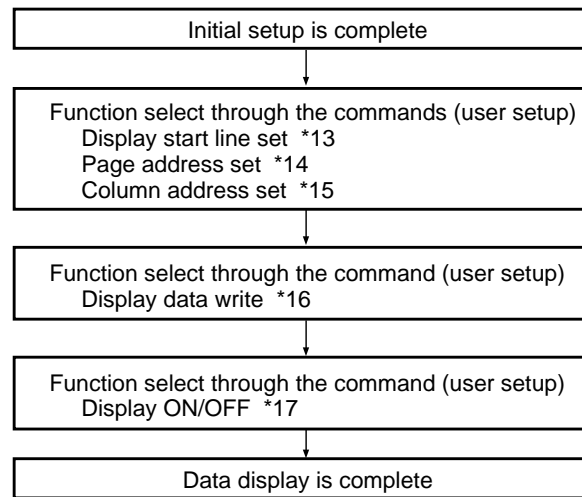 Initial setup is complete
Function select through the commands (user setup)
Display start line set *13
Page address set *14
Column address set *15
Function select through the command (user setup)
Display data write *16
Function select through the command (user setup)
Display ON/OFF *17
Data display is complete